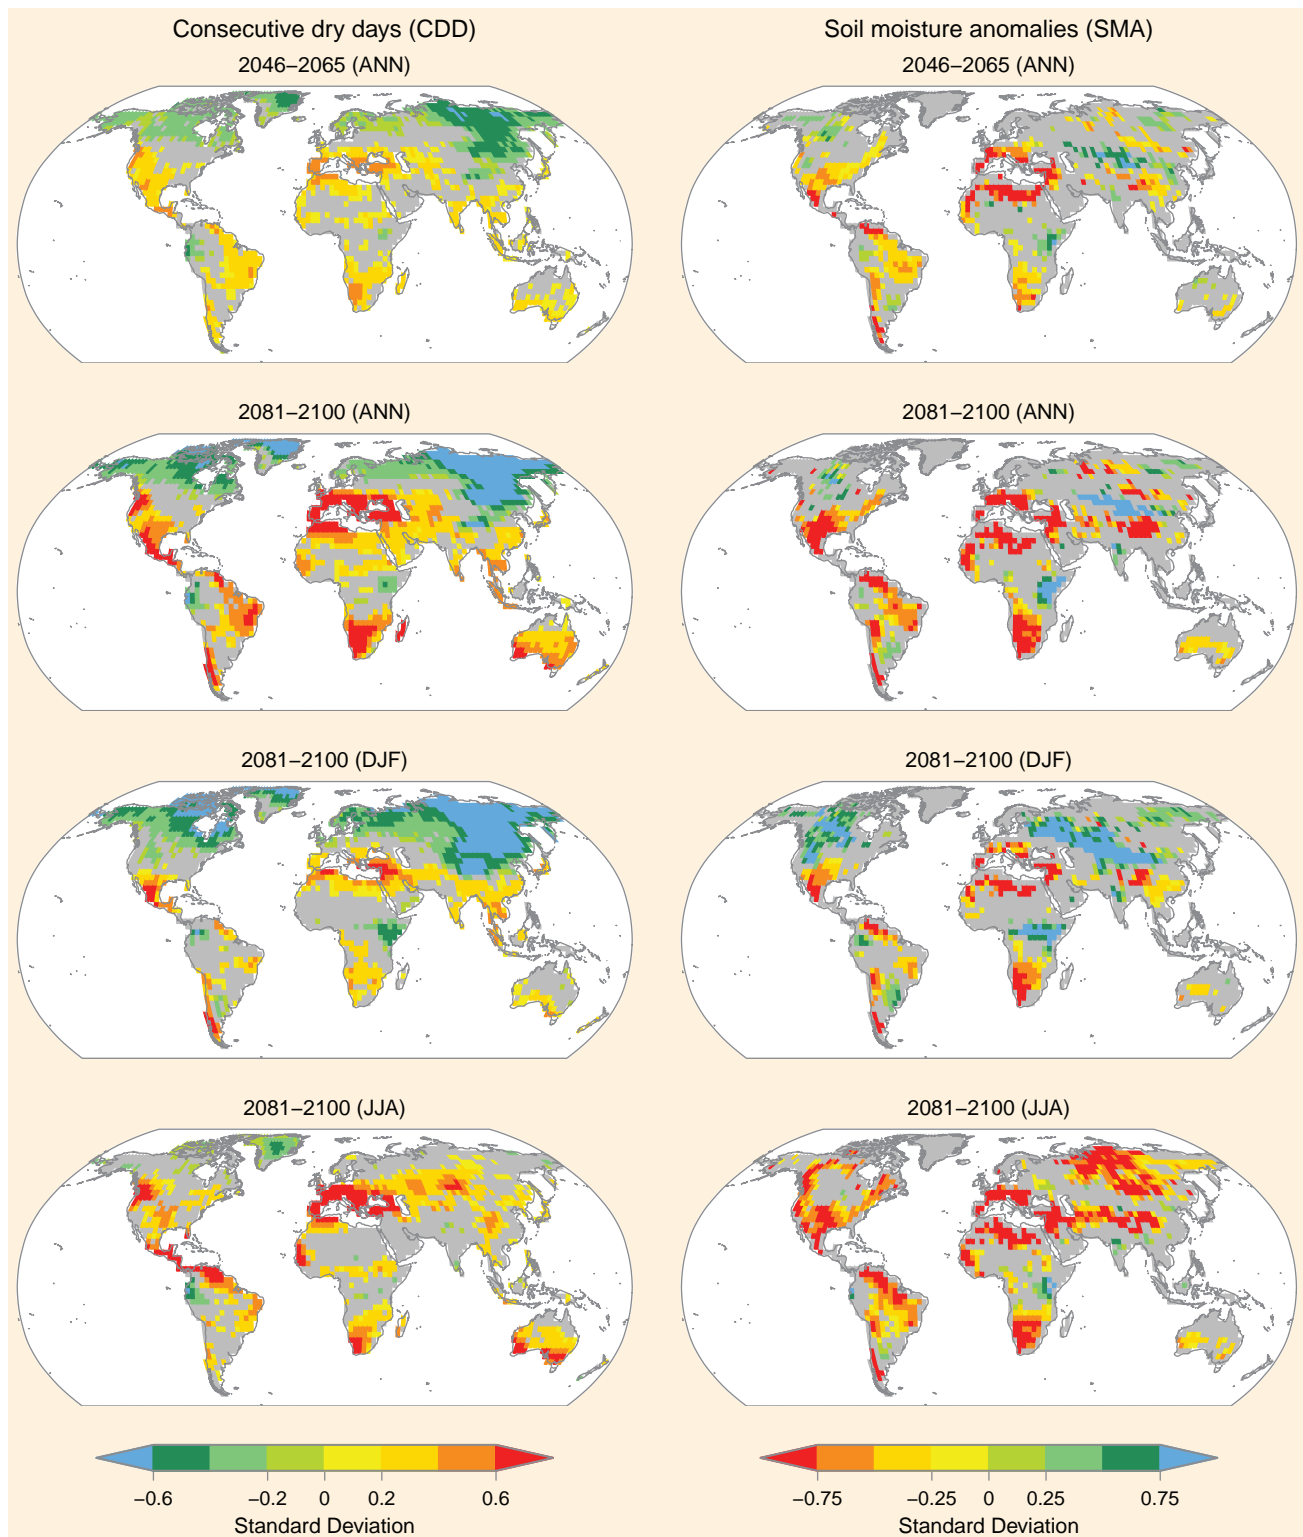 Consecutive dry days (CDD)
Soil moisture anomalies (SMA)
2046–2065 (ANN)
2046–2065 (ANN)
2081–2100 (ANN)
2081–2100 (ANN)
2081–2100 (DJF)
2081–2100 (DJF)
2081–2100 (JJA)
2081–2100 (JJA)
−0.6 −0.2 0 0.2 0.6
−0.75 −0.25 0 0.25 0.75
Standard Deviation
Standard Deviation